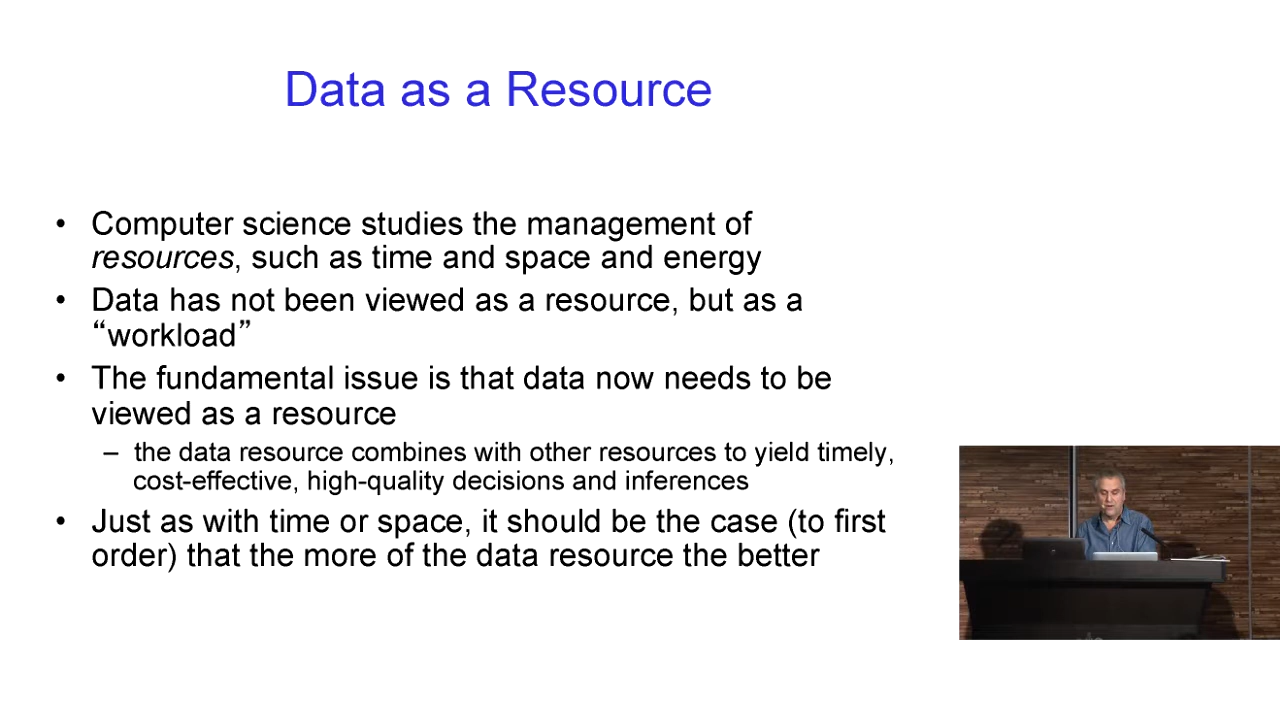 Data as a Resource
• Computer science studies the management of
resources, such as time and space and energy
• Data has not been viewed as a resource, but as a
“workload”
• The fundamental issue is that data now needs to be
viewed as a resource
– the data resource combines with other resources to yield timely,
cost-effective, high-quality decisions and inferences
• Just as with time or space, it should be the case (to first
order) that the more of the data resource the better